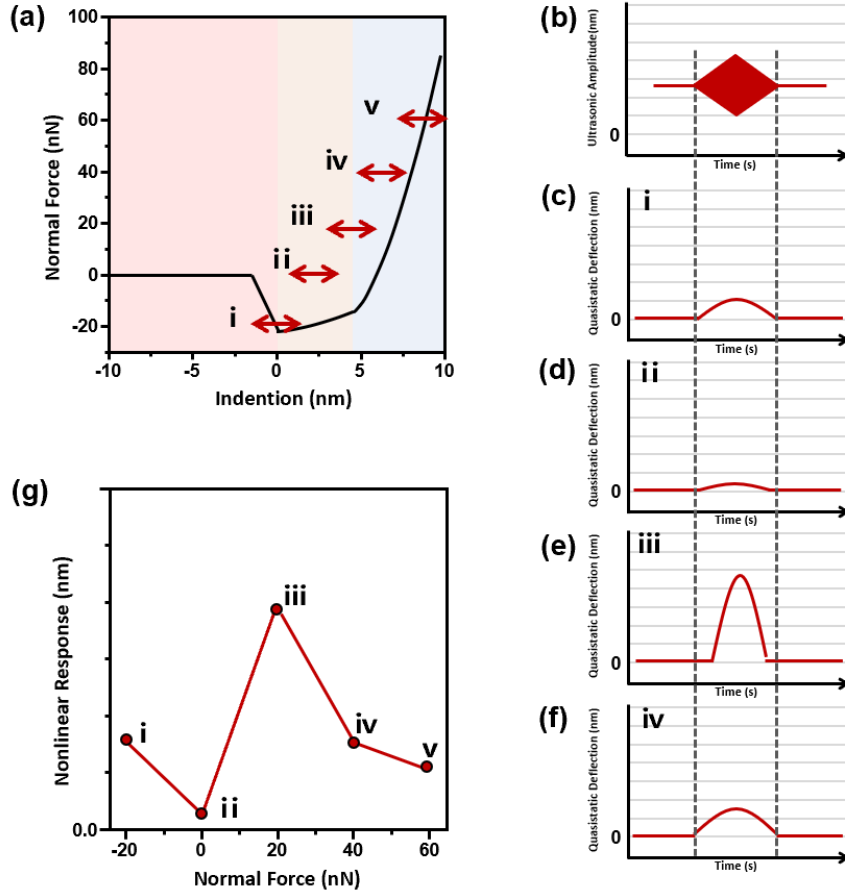 (a)
Normal Force (nN)
100
80
60
40
20
0
-20
-10
-5
0
5
10
Indention (nm)
i
ii
iii
iv
v
(b)
Ultrasonic Amplitude(nm)
0
Time (s)
(c)
i
Quasistatic Deflection (nm)
0
Time (s)
(d)
ii
Quasistatic Deflection (nm)
0
Time (s)
(e)
iii
Quasistatic Deflection (nm)
0
Time (s)
(f)
iv
Quasistatic Deflection (nm)
0
Time (s)
(g)
Nonlinear Response (nm)
0.0
-20
0
20
40
60
Normal Force (nN)
i
ii
iii
iv
v